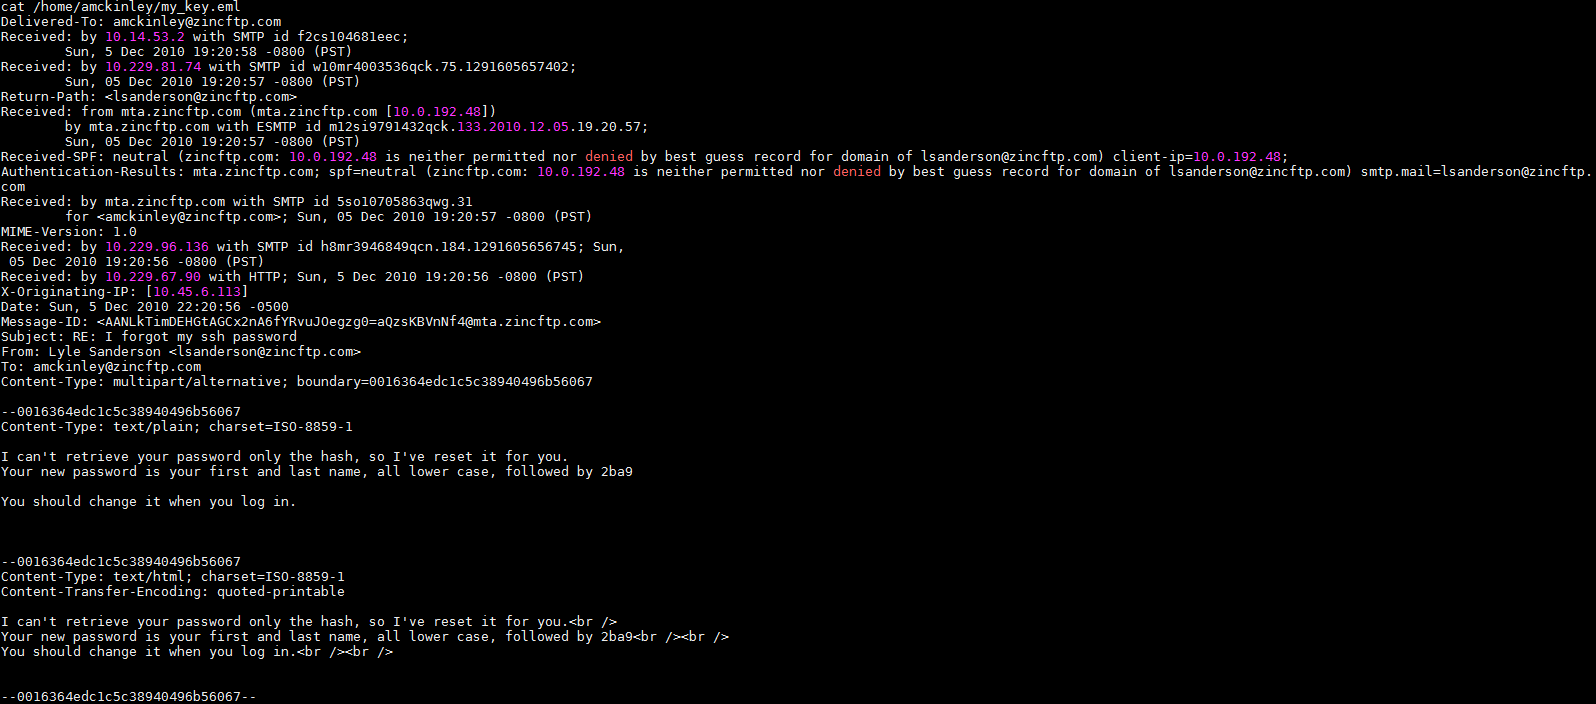 cat /home/amckinley/my_key.eml
Delivered-To: amckinley@zincftp.com
Received: by 10.14.53.2 with SMTP id f2cs104681eec;
        Sun, 5 Dec 2010 19:20:58 -0800 (PST)
Received: by 10.229.81.74 with SMTP id w10mr4003536qck.75.1291605657402;
        Sun, 05 Dec 2010 19:20:57 -0800 (PST)
Return-Path: <lsanderson@zincftp.com>
Received: from mta.zincftp.com (mta.zincftp.com [10.0.192.48])
        by mta.zincftp.com with ESMTP id m12si9791432qck.133.2010.12.05.19.20.57;
        Sun, 05 Dec 2010 19:20:57 -0800 (PST)
Received-SPF: neutral (zincftp.com: 10.0.192.48 is neither permitted nor denied by best guess record for domain of lsanderson@zincftp.com) client-ip=10.0.192.48;
Authentication-Results: mta.zincftp.com; spf=neutral (zincftp.com: 10.0.192.48 is neither permitted nor denied by best guess record for domain of lsanderson@zincftp.com) smtp.mail=lsanderson@zincftp.
com
Received: by mta.zincftp.com with SMTP id 5so10705863qwg.31
        for <amckinley@zincftp.com>; Sun, 05 Dec 2010 19:20:57 -0800 (PST)
MIME-Version: 1.0
Received: by 10.229.96.136 with SMTP id h8mr3946849qcn.184.1291605656745; Sun,
 05 Dec 2010 19:20:56 -0800 (PST)
Received: by 10.229.67.90 with HTTP; Sun, 5 Dec 2010 19:20:56 -0800 (PST)
X-Originating-IP: [10.45.6.113]
Date: Sun, 5 Dec 2010 22:20:56 -0500
Message-ID: <AANLkTimDEHGtAGCx2nA6fYRvuJOegzg0=aQzsKBVnNf4@mta.zincftp.com>
Subject: RE: I forgot my ssh password
From: Lyle Sanderson <lsanderson@zincftp.com>
To: amckinley@zincftp.com
Content-Type: multipart/alternative; boundary=0016364edc1c5c38940496b56067

--0016364edc1c5c38940496b56067
Content-Type: text/plain; charset=ISO-8859-1

I can't retrieve your password only the hash, so I've reset it for you.
Your new password is your first and last name, all lower case, followed by 2ba9

You should change it when you log in.

--0016364edc1c5c38940496b56067
Content-Type: text/html; charset=ISO-8859-1
Content-Transfer-Encoding: quoted-printable

I can't retrieve your password only the hash, so I've reset it for you.<br />
Your new password is your first and last name, all lower case, followed by 2ba9<br /><br />
You should change it when you log in.<br /><br />

--0016364edc1c5c38940496b56067--